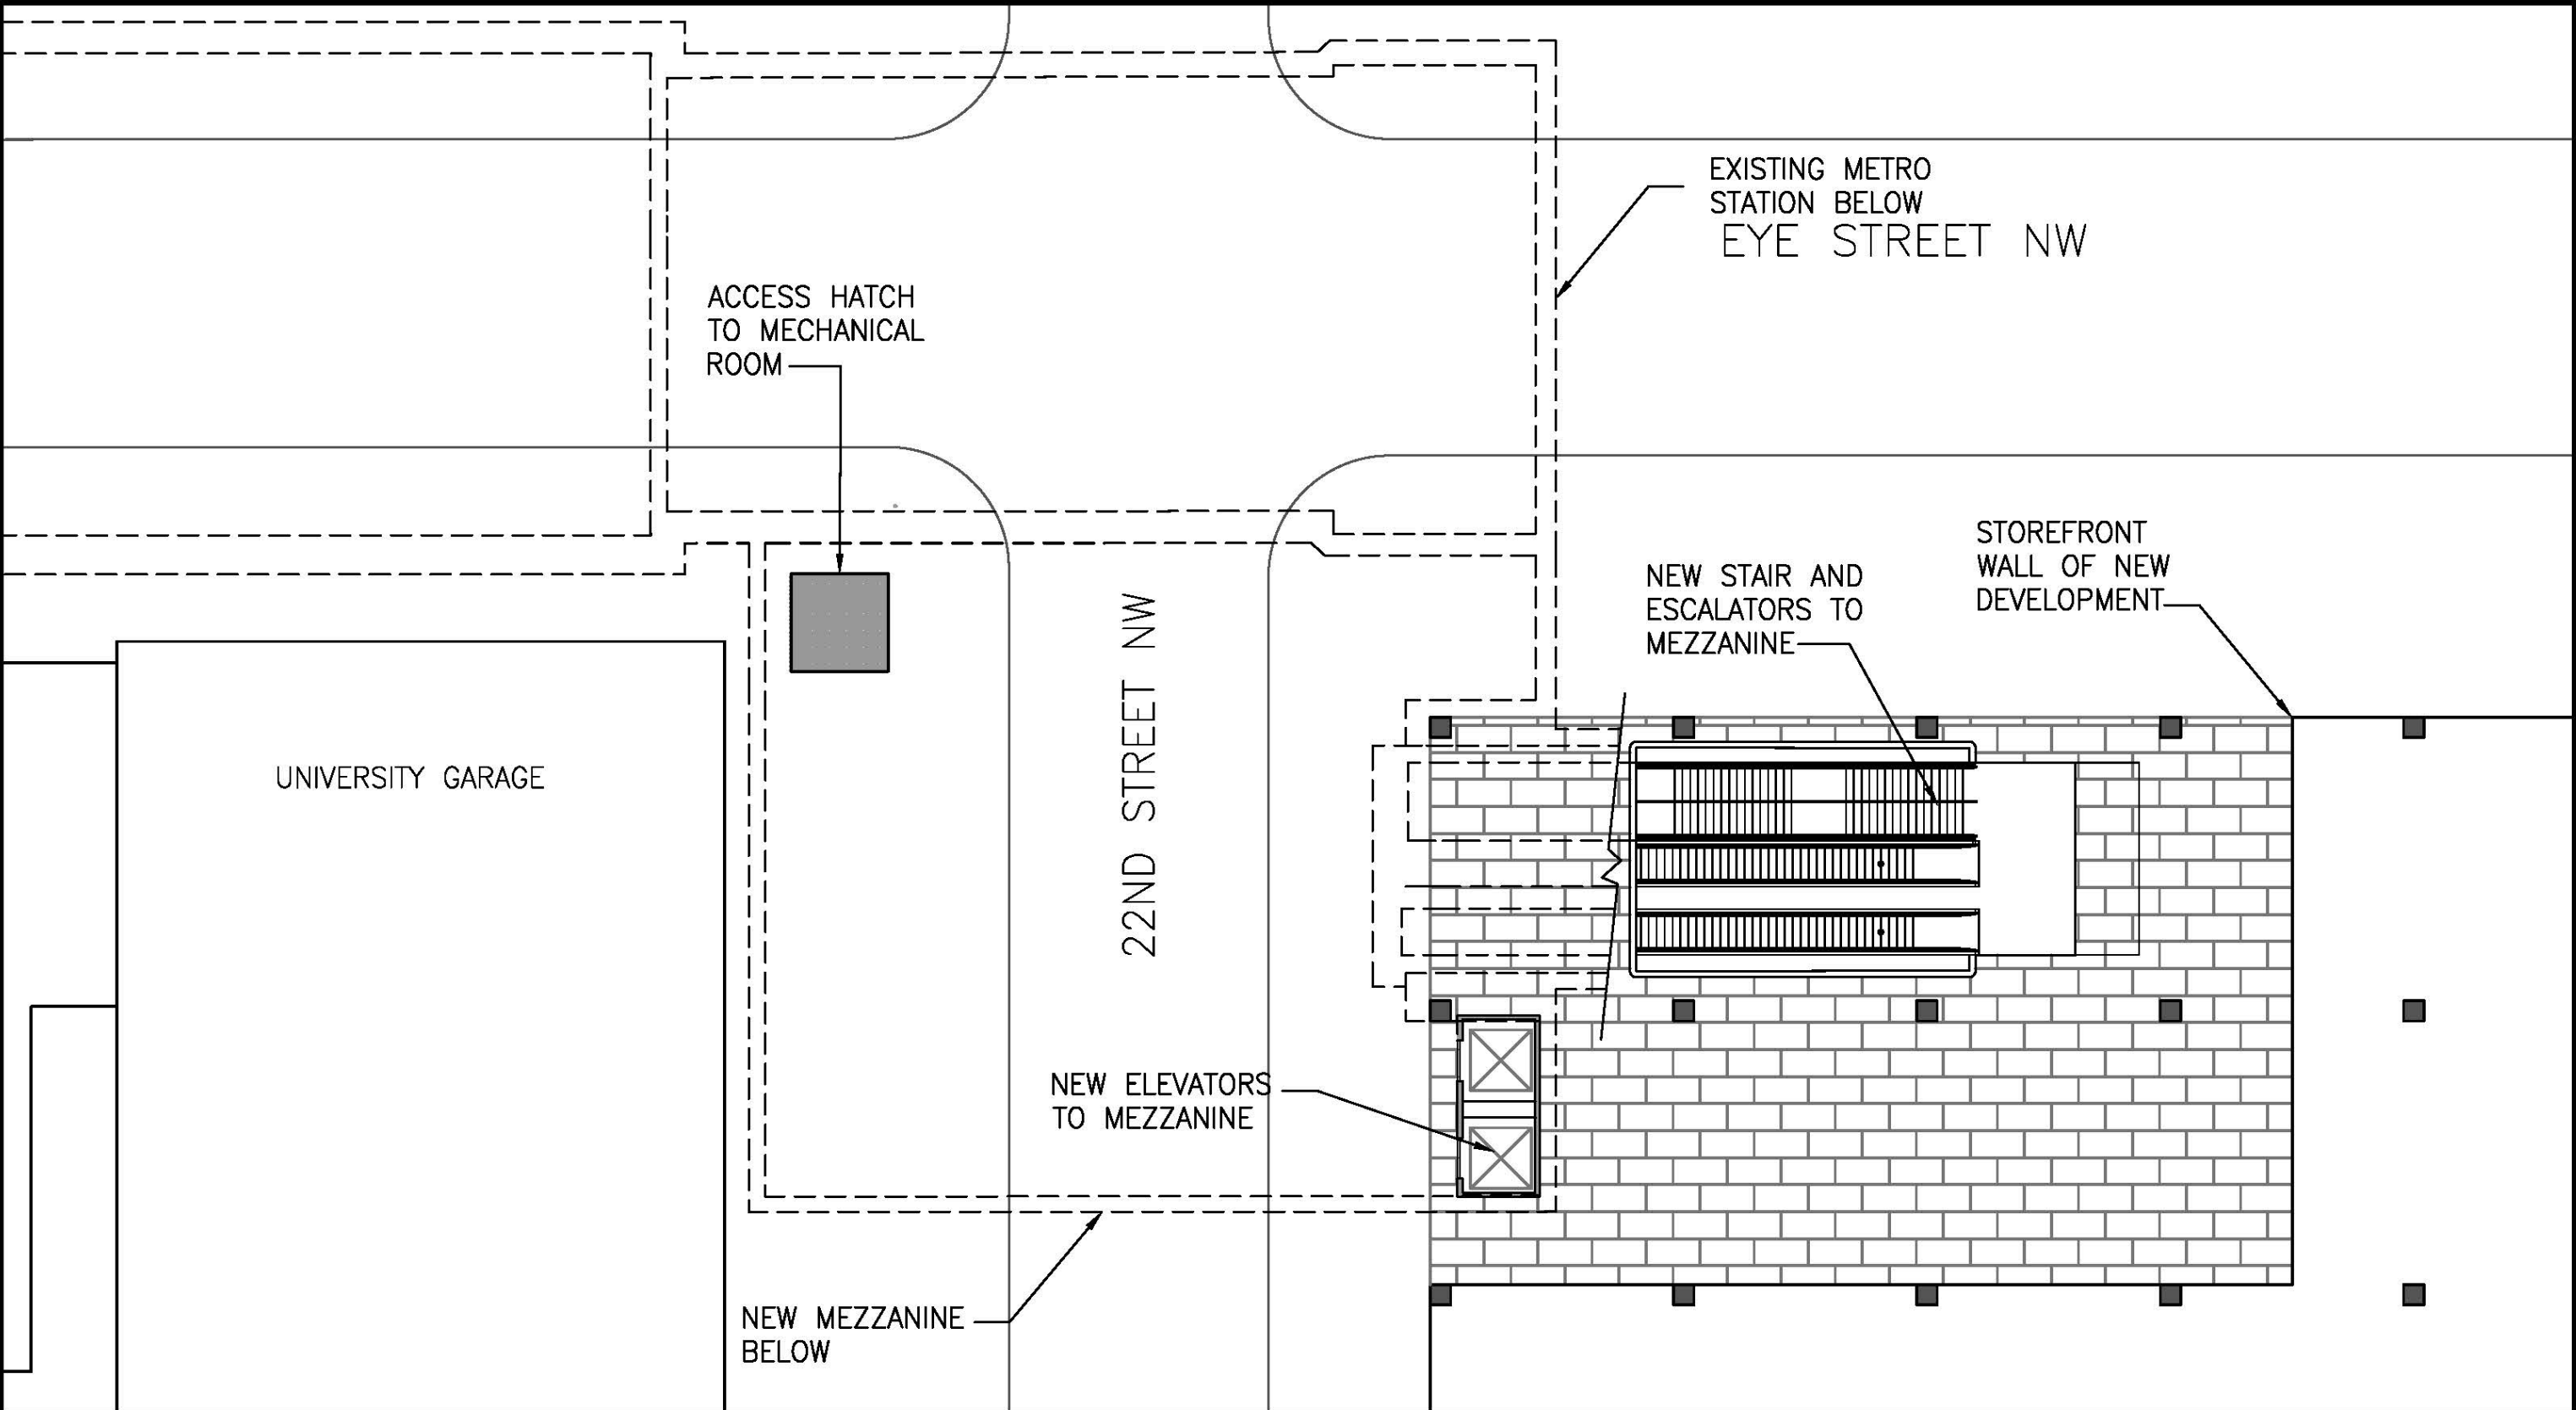 EXISTING METRO
STATION BELOW
EYE STREET NW
ACCESS HATCH
TO MECHANICAL
ROOM
STOREFRONT
WALL OF NEW
DEVELOPMENT
NEW STAIR AND
ESCALATORS TO
MEZZANINE
22ND STREET NW
UNIVERSITY GARAGE
NEW ELEVATORS
TO MEZZANINE
NEW MEZZANINE
BELOW